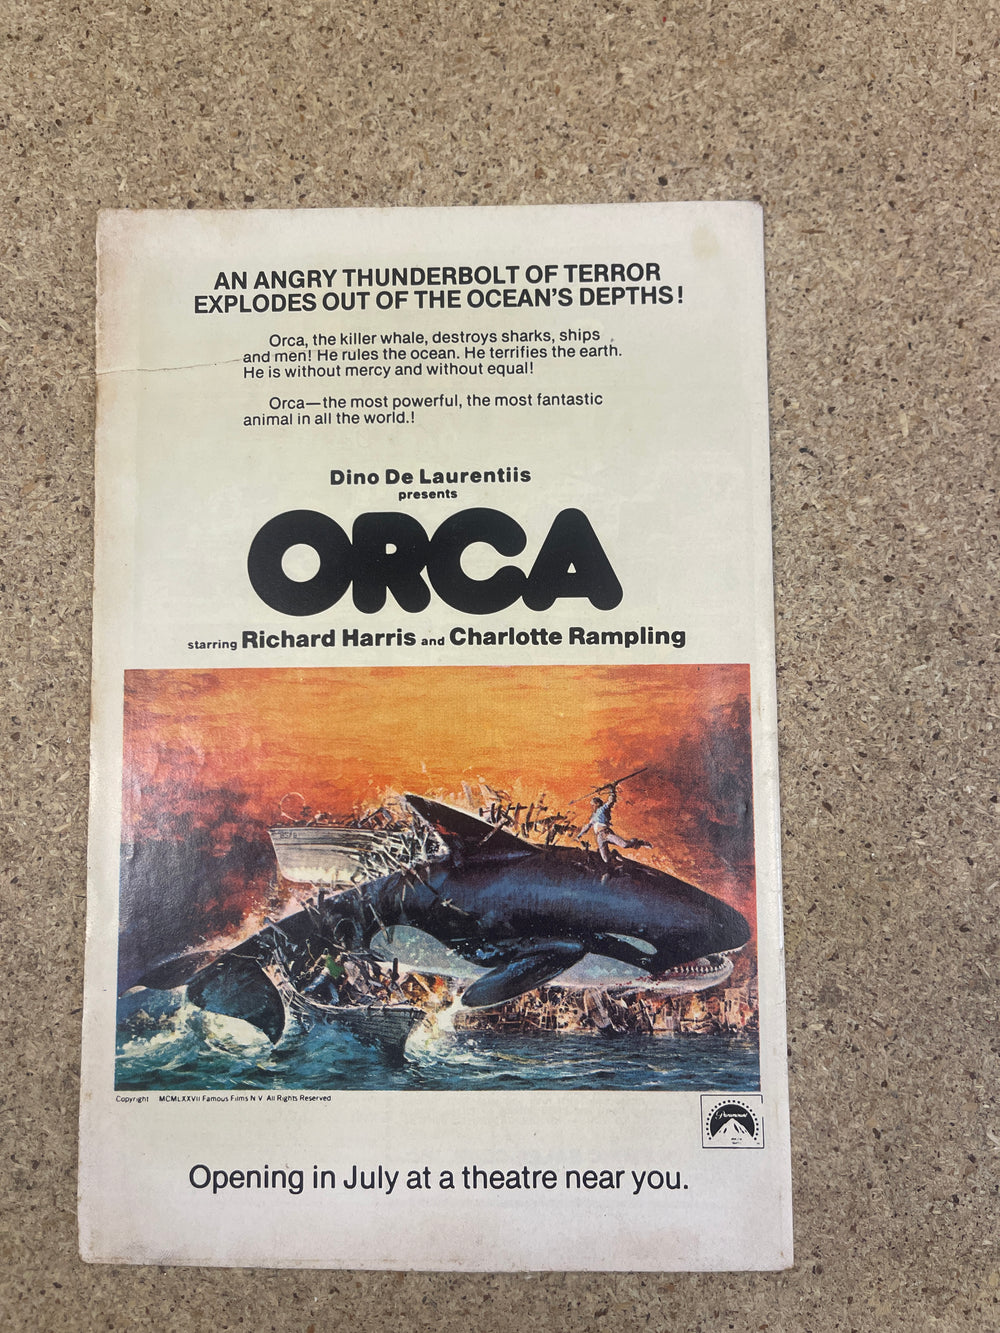 AN ANGRY THUNDERBOLT OF TERROR
EXPLODES OUT OF THE OCEAN'S DEPTHS!
Orca, the killer whale, destroys sharks, ships
and men! He rules the ocean. He terrifies the earth.
He is without mercy and without equal!
Orca—the most powerful, the most fantastic
animal in all the world.!
Dino De Laurentiis
presents
ORCA
starring Richard Harris and Charlotte Rampling
Copyright MCMLXXVII Famous Films N V All Rights Reserved
Paramount
Opening in July at a theatre near you.